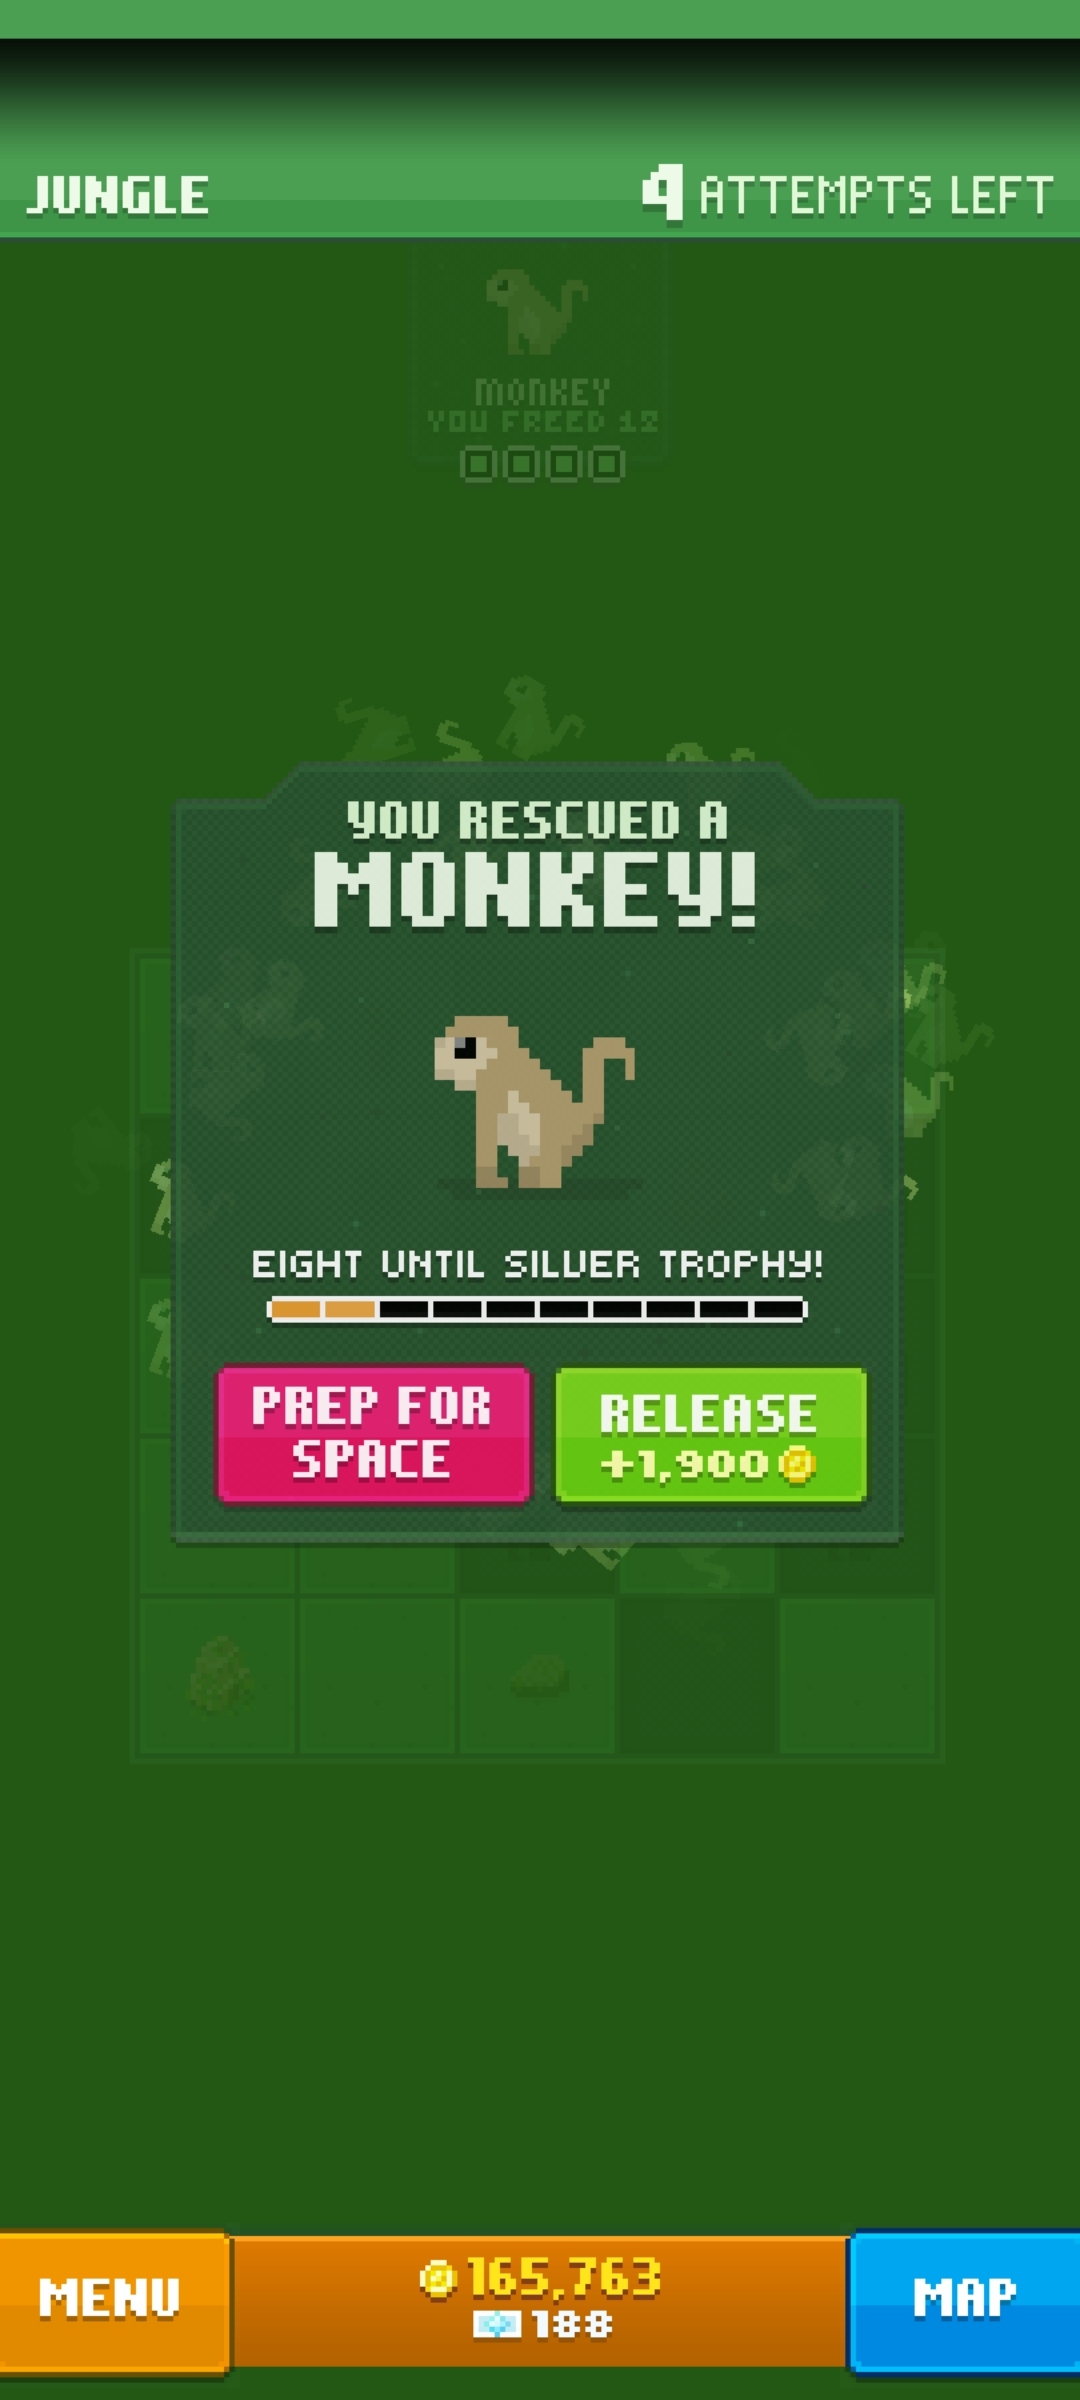 JUNGLE
4 ATTEMPTS LEFT
MONKEY
YOU FREED 12
YOU RESCUED A
MONKEY!
EIGHT UNTIL SILVER TROPHY!
PREP FOR
SPACE
RELEASE
+1,900
165,763
188
MENU
MAP